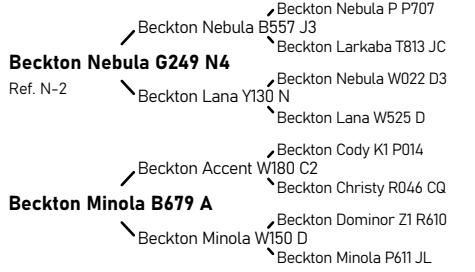 Beckton Nebula P P707
Beckton Nebula B557 J3
Beckton Larkaba T813 JC
Beckton Nebula G249 N4
Ref. N-2
Beckton Nebula W022 D3
Beckton Lana Y130 N
Beckton Lana W525 D
Beckton Cody K1 P014
Beckton Accent W180 C2
Beckton Christy R046 CQ
Beckton Minola B679 A
Beckton Dominor Z1 R610
Beckton Minola W150 D
Beckton Minola P611 JL